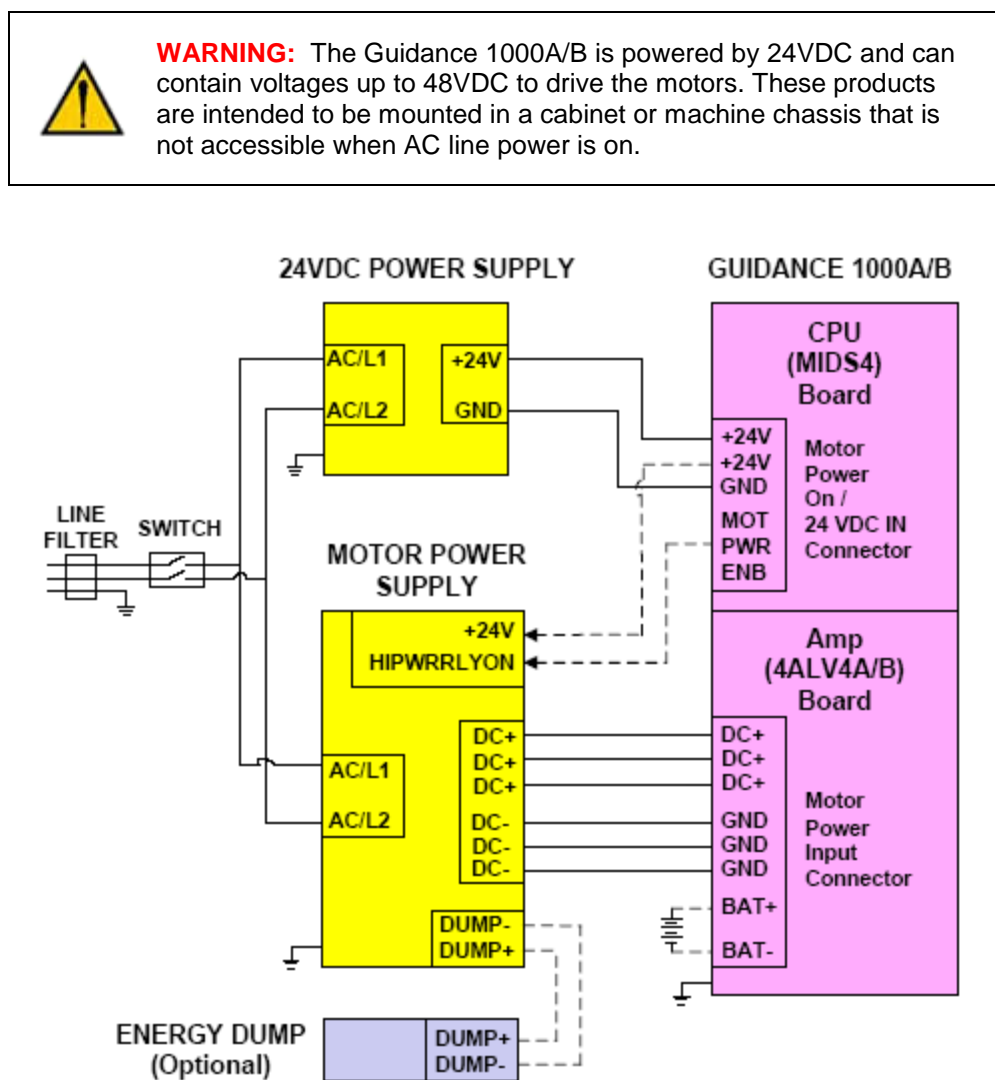 WARNING: The Guidance 1000A/B is powered by 24VDC and can
contain voltages up to 48VDC to drive the motors. These products
are intended to be mounted in a cabinet or machine chassis that is
not accessible when AC line power is on.
24VDC POWER SUPPLY
GUIDANCE 1000A/B
AC/L1
AC/L2
+24V
GND
CPU
(MIDS4)
Board
+24V
+24V
GND
MOT
PWR
ENB
Motor
Power
On /
24 VDC IN
Connector
LINE
FILTER
SWITCH
MOTOR POWER
SUPPLY
+24V
HIPWRRLYON
AC/L1
AC/L2
DC+
DC+
DC+
DC-
DC-
DC-
DUMP-
DUMP+
Amp
(4ALV4A/B)
Board
DC+
DC+
DC+
GND
GND
GND
BAT+
BAT-
Motor
Power
Input
Connector
ENERGY DUMP
(Optional)
DUMP+
DUMP-